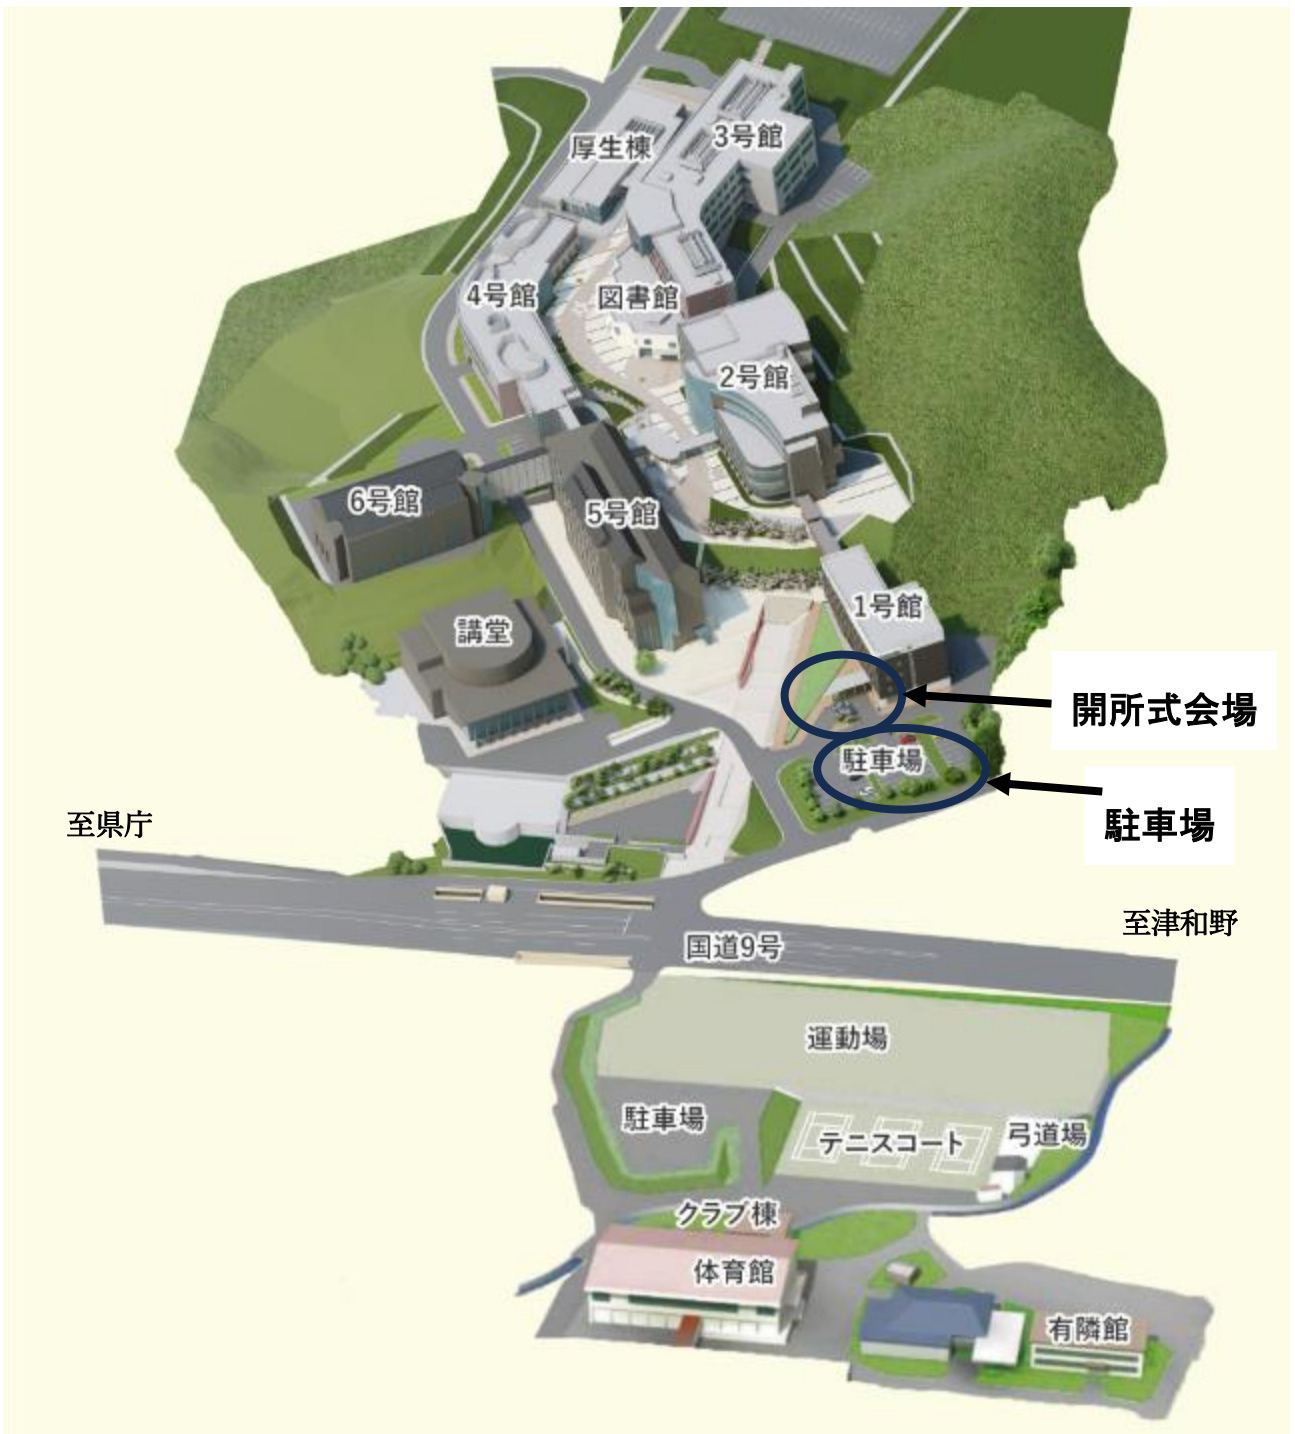 3号館
厚生棟
4号館
図書館
2号館
6号館
5号館
1号館
講堂
開所式会場
駐車場
駐車場
至県庁
至津和野
国道9号
運動場
駐車場
テニスコート
弓道場
クラブ棟
体育館
有隣館